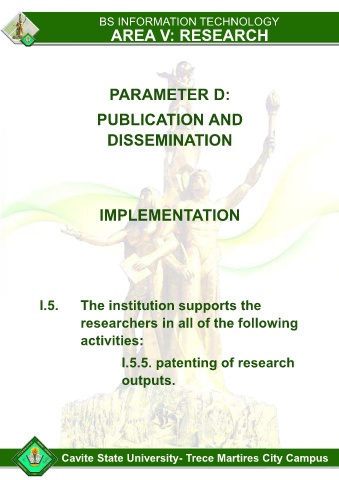 BS INFORMATION TECHNOLOGY
AREA V: RESEARCH
PARAMETER D:
PUBLICATION AND
DISSEMINATION
IMPLEMENTATION
I.5. The institution supports the
researchers in all of the following
activities:
I.5.5. patenting of research
outputs.
Cavite State University- Trece Martires City Campus